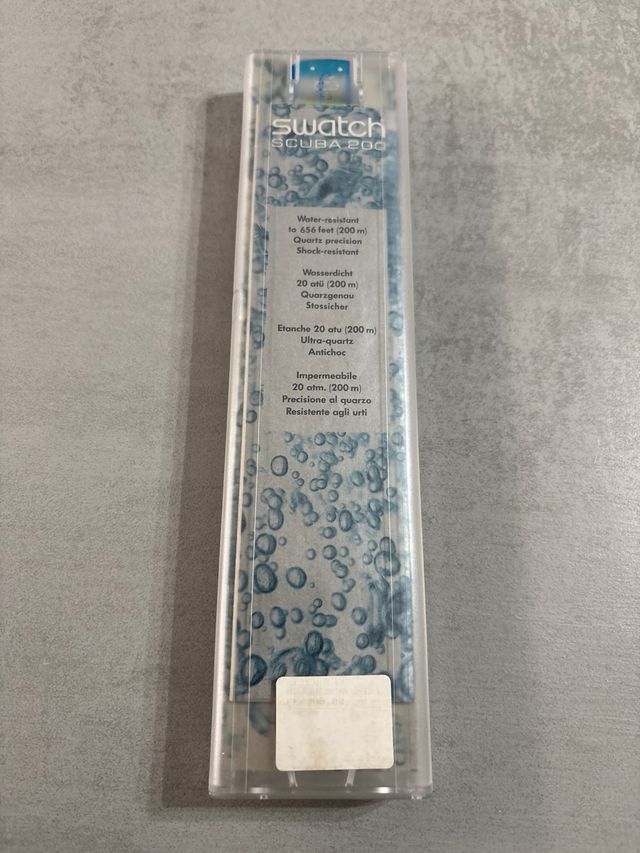 swatch
SCUBA 200
Water-resistant
to 656 feet (200 m)
Quartz precision
Shock-resistant
Wasserdicht
20 atü (200 m)
Quarzgenau
Stossicher
Etanche 20 atu (200 m)
Ultra-quartz
Antichoc
Impermeabile
20 atm. (200 m)
Precisione al quarzo
Resistente agli urti